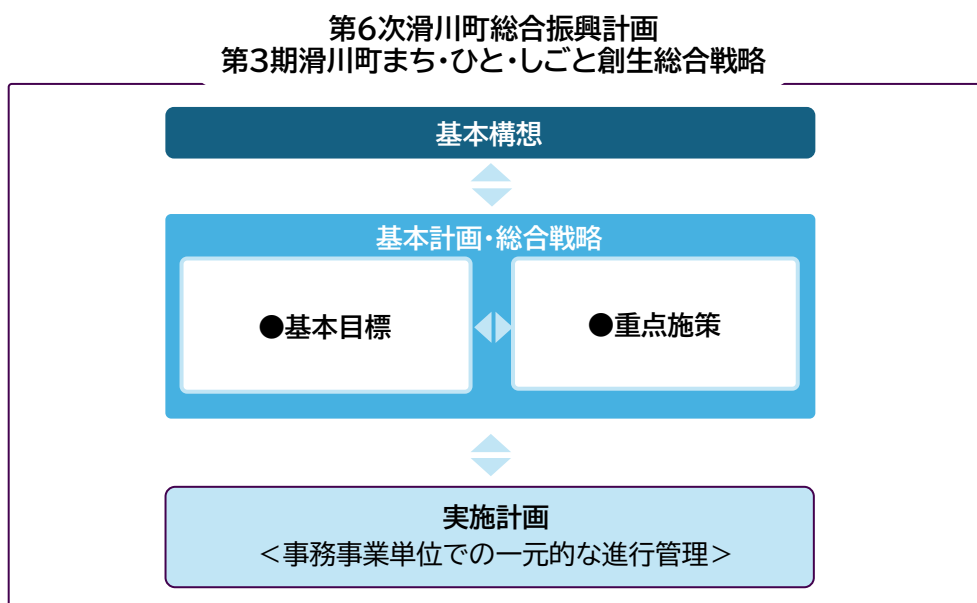 第6次滑川町総合振興計画
第3期滑川町まち・ひと・しごと創生総合戦略
基本構想
基本計画・総合戦略
●基本目標
●重点施策
実施計画
＜事務事業単位での一元的な進行管理＞